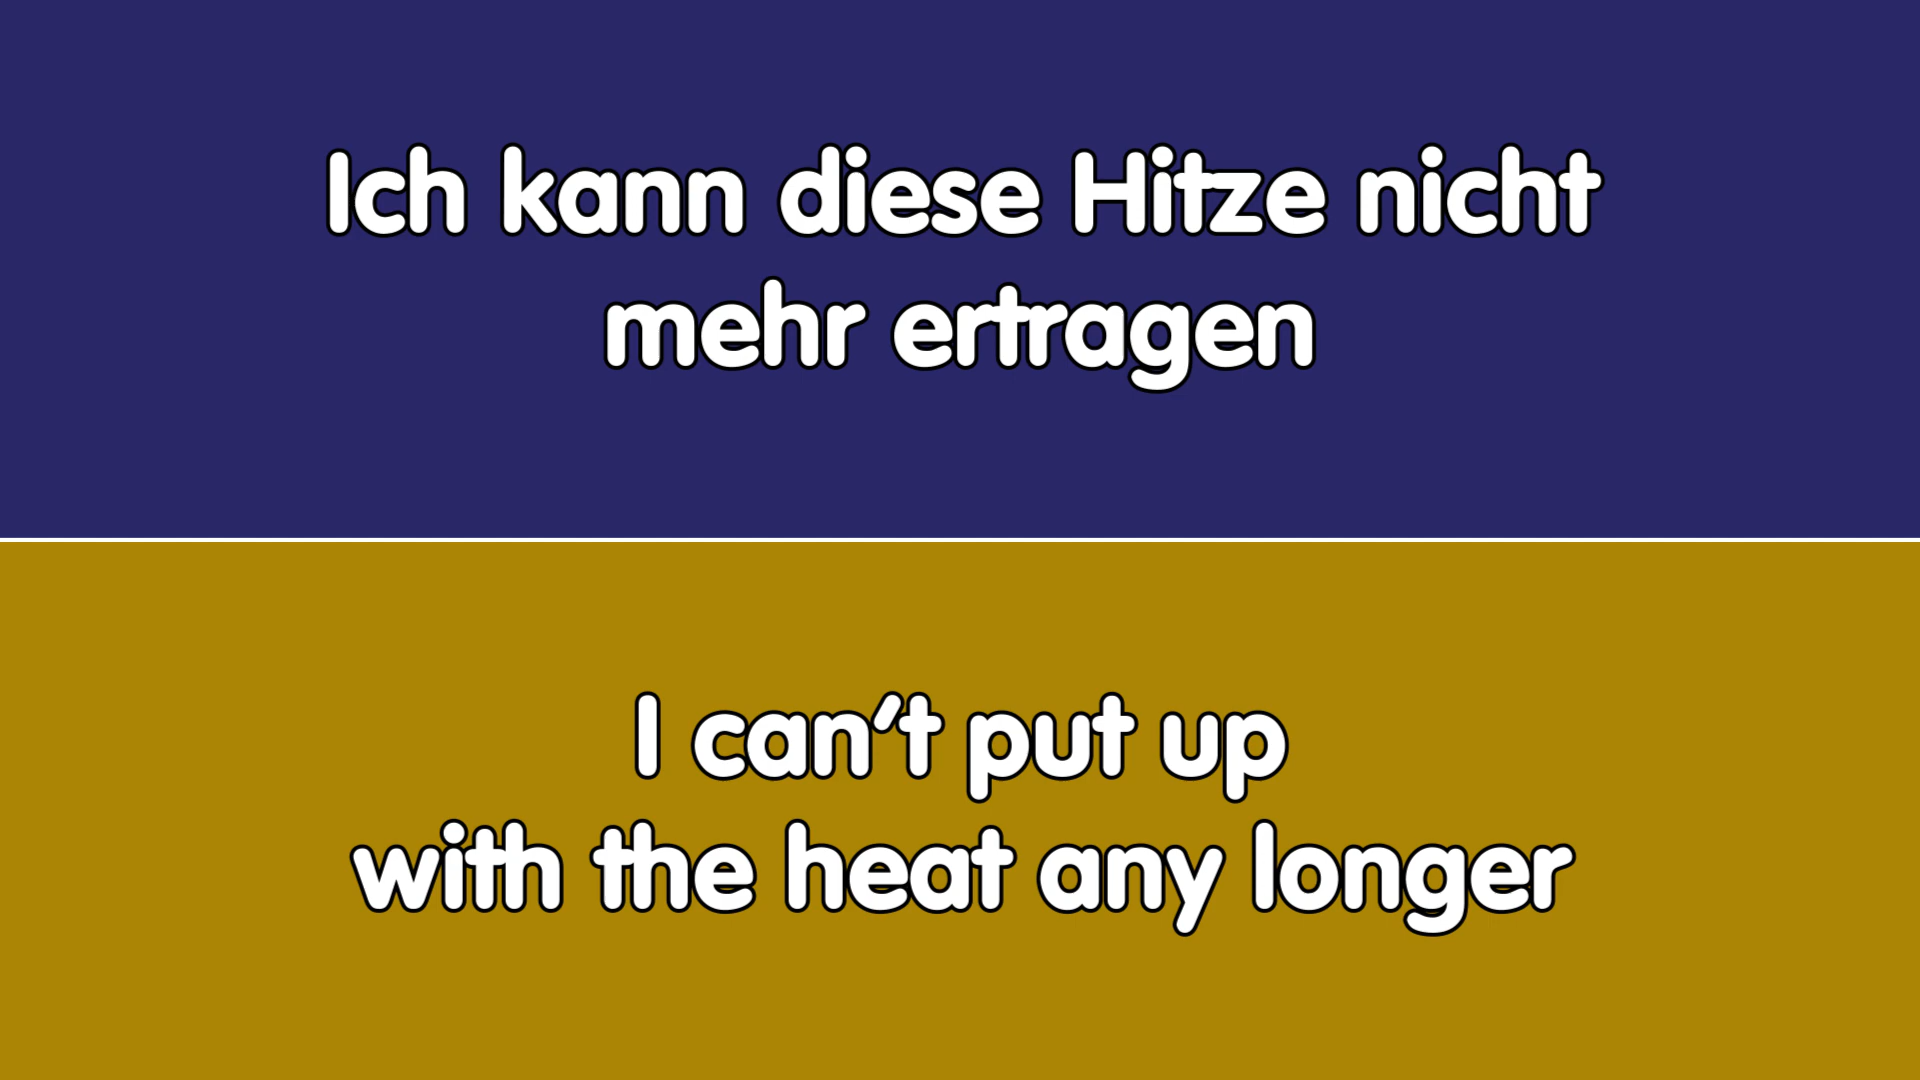 Ich kann diese Hitze nicht
mehr ertragen
I can't put up
with the heat any longer